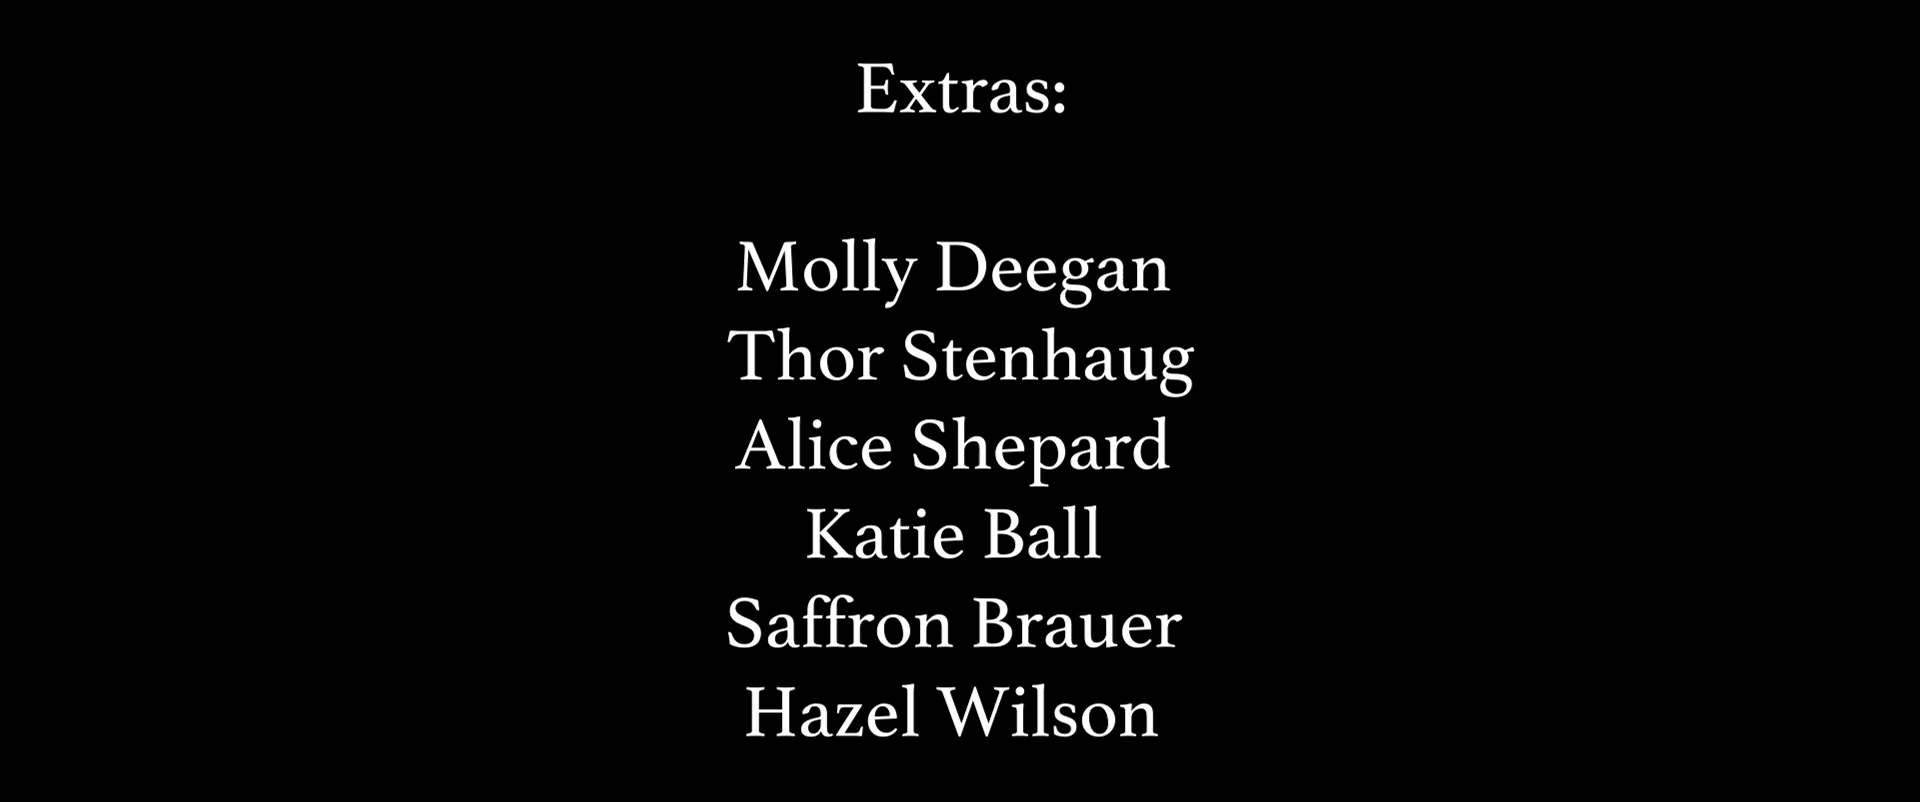 Extras:
Molly Deegan
Thor Stenhaug
Alice Shepard
Katie Ball
Saffron Brauer
Hazel Wilson